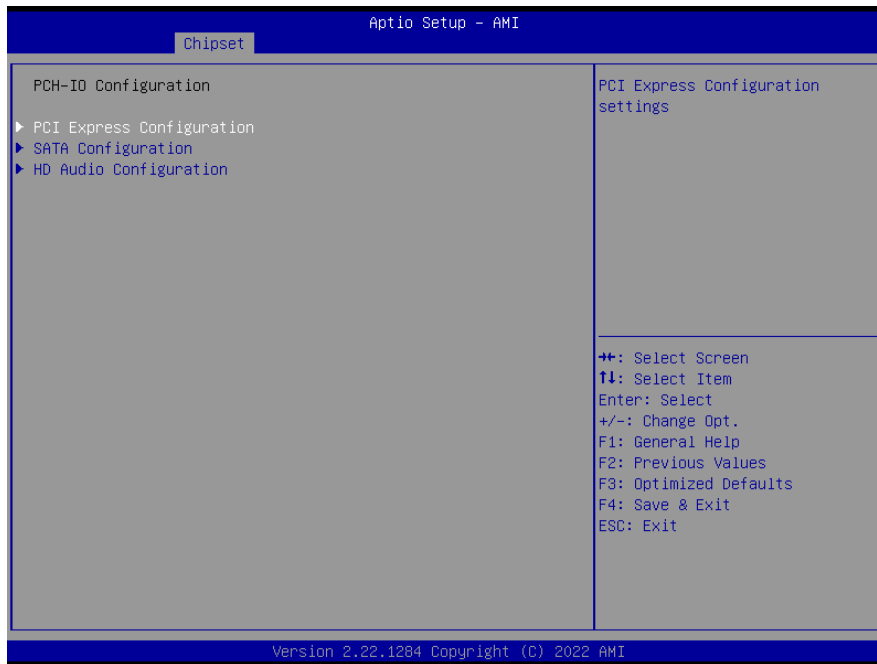 Aptio Setup – AMI
Chipset
PCH-IO Configuration
PCI Express Configuration
SATA Configuration
HD Audio Configuration
PCI Express Configuration
settings
→←: Select Screen
↑↓: Select Item
Enter: Select
+/-: Change Opt.
F1: General Help
F2: Previous Values
F3: Optimized Defaults
F4: Save & Exit
ESC: Exit
Version 2.22.1284 Copyright (C) 2022 AMI